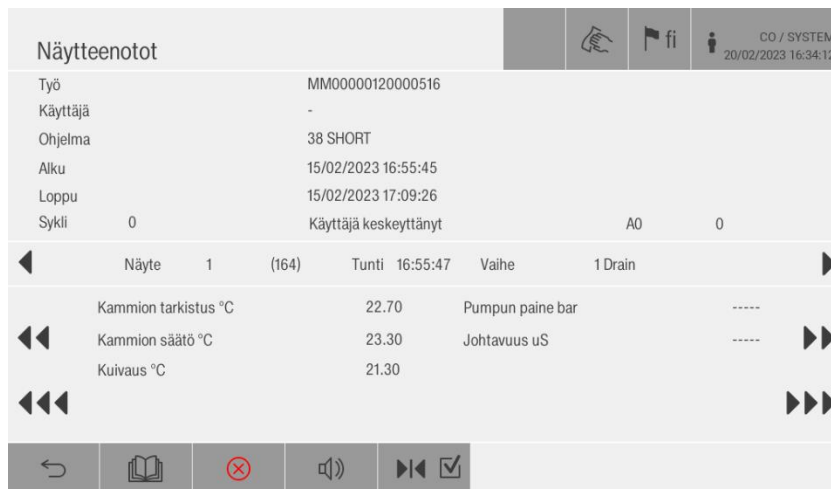 Näytteenotot
fi
CO / SYSTEM
20/02/2023 16:34:12
Työ MM00000120000516
Käyttäjä -
Ohjelma 38 SHORT
Alku 15/02/2023 16:55:45
Loppu 15/02/2023 17:09:26
Sykli 0 Käyttäjä keskeyttänyt A0 0
Näyte 1 (164) Tunti 16:55:47 Vaihe 1 Drain
Kammion tarkistus °C 22.70 Pumpun paine bar -----
Kammion säätö °C 23.30 Johtavuus uS -----
Kuivaus °C 21.30